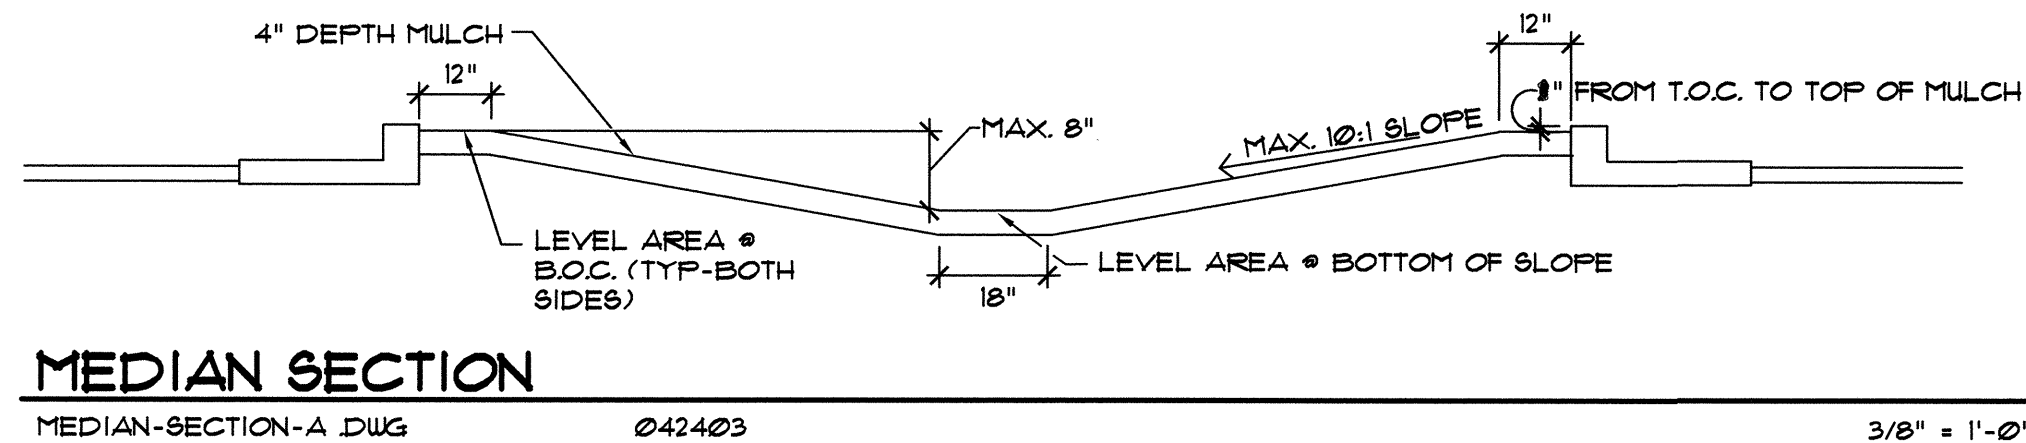 4" DEPTH MULCH
12"
12"
1" FROM T.O.C. TO TOP OF MULCH
MAX. 8"
MAX. 10:1 SLOPE
LEVEL AREA @
B.O.C. (TYP-BOTH
SIDES)
LEVEL AREA @ BOTTOM OF SLOPE
18"
MEDIAN SECTION
MEDIAN-SECTION-A .DWG 042403 3/8" = 1'-0"